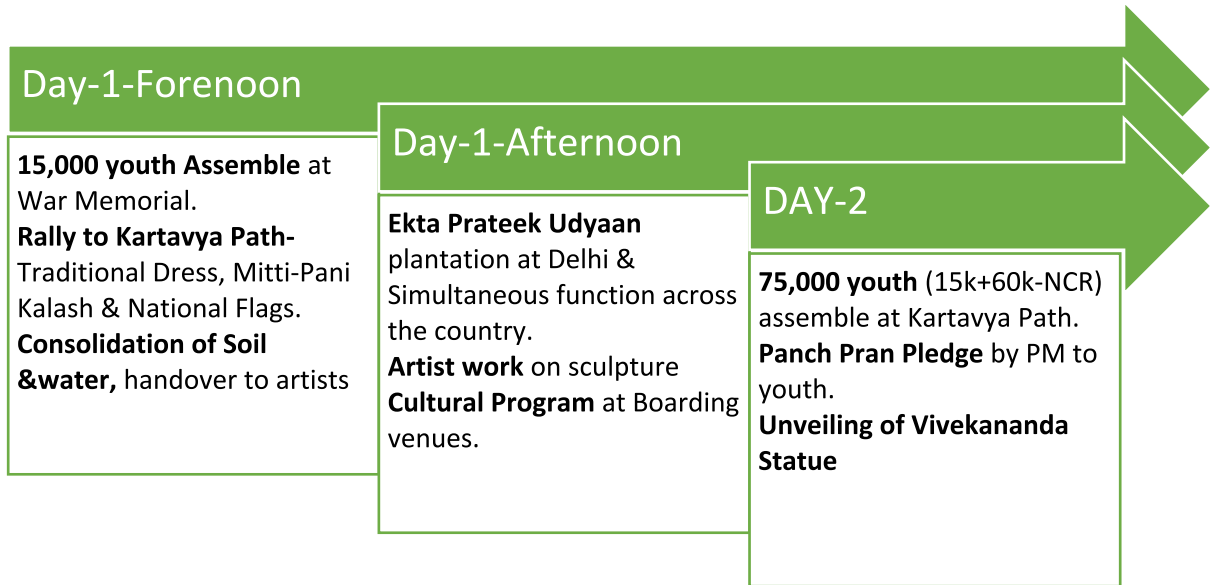 Day-1-Forenoon
15,000 youth Assemble at
War Memorial.
Rally to Kartavya Path-
Traditional Dress, Mitti-Pani
Kalash & National Flags.
Consolidation of Soil
&water, handover to artists
Day-1-Afternoon
Ekta Prateek Udyaan
plantation at Delhi &
Simultaneous function across
the country.
Artist work on sculpture
Cultural Program at Boarding
venues.
DAY-2
75,000 youth (15k+60k-NCR)
assemble at Kartavya Path.
Panch Pran Pledge by PM to
youth.
Unveiling of Vivekananda
Statue